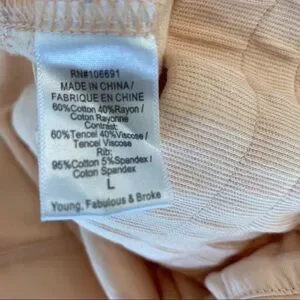 RN#106691
MADE IN CHINA/
FABRIQUE EN CHINE
60%Cotton 40%Rayon/
Coton Rayonne
Contrast:
60%Tencel 40%Viscose/
Tencel Viscose
Rib:
95%Cotton 5%Spandex/
Coton Spandex
L
Young, Fabulous & Broke